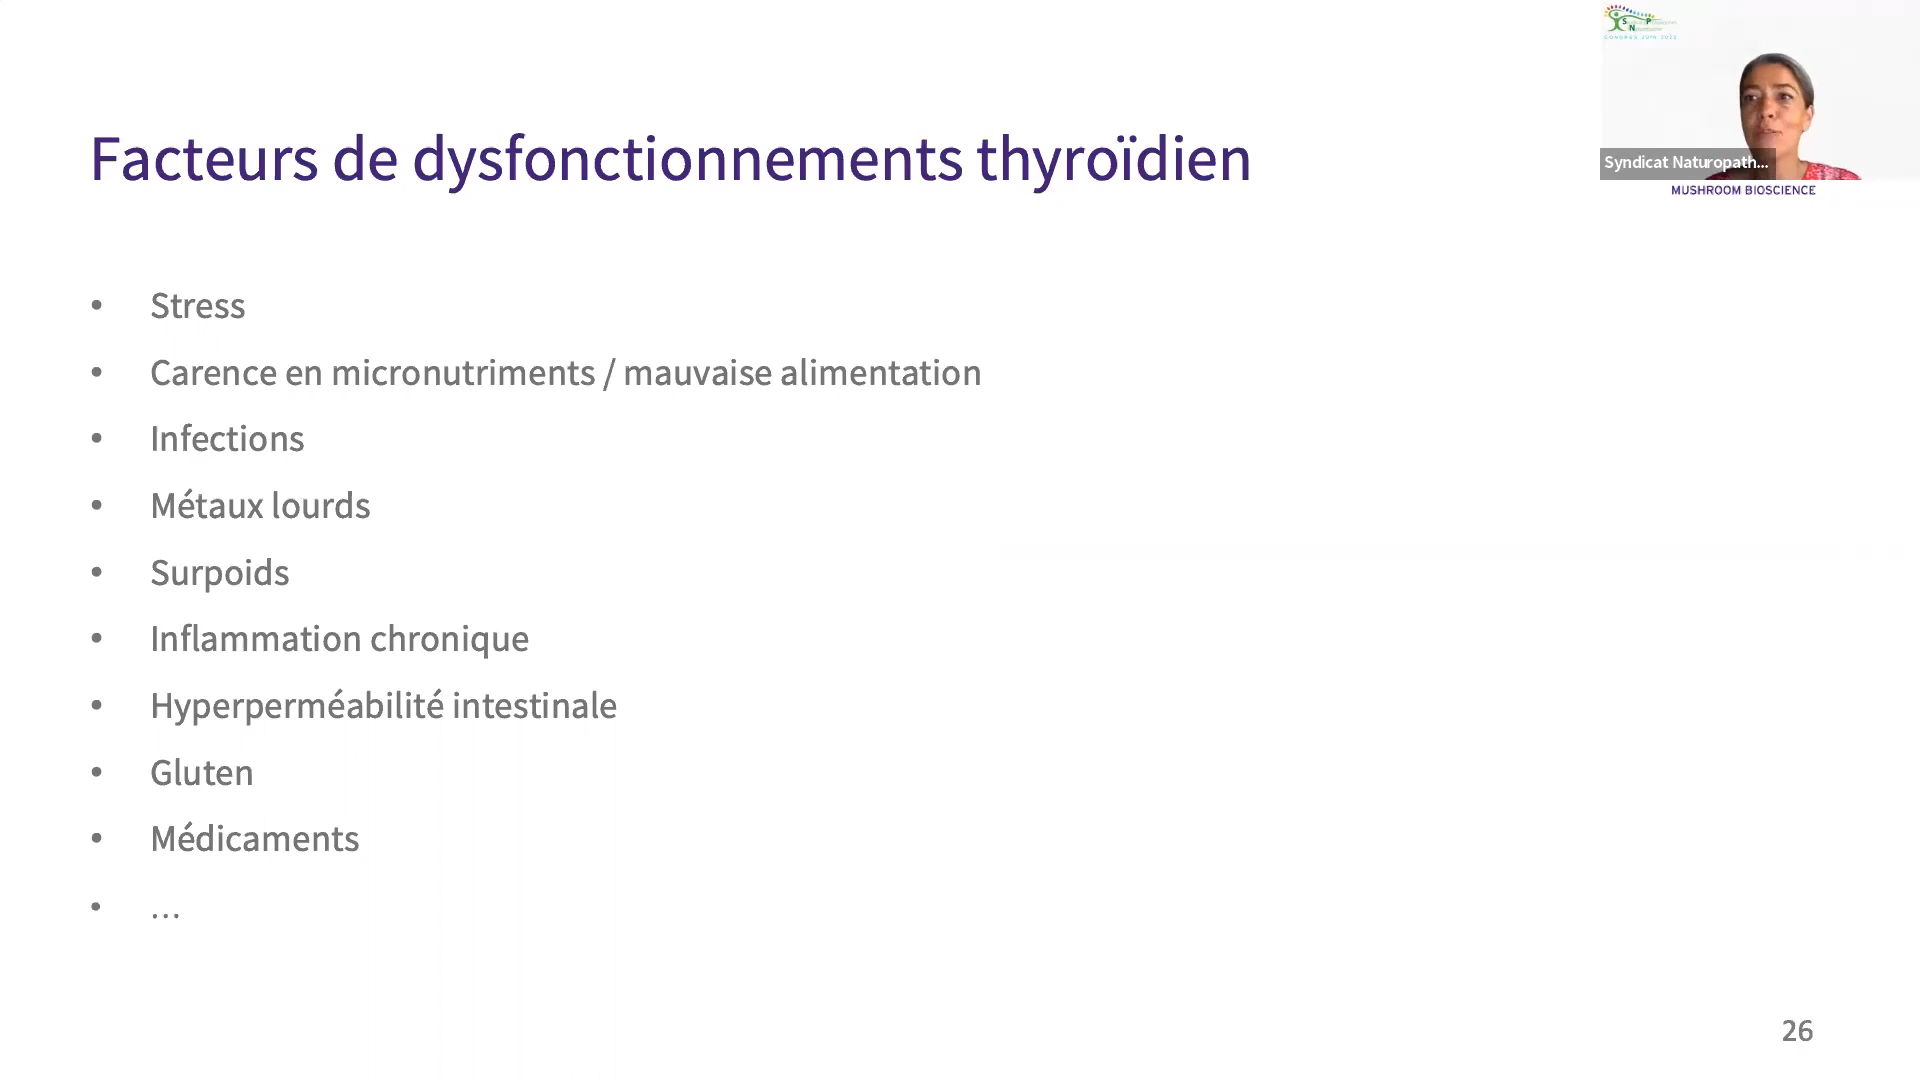 Facteurs de dysfonctionnements thyroïdien
Syndicat Naturopath...
MUSHROOM BIOSCIENCE
• Stress
• Carence en micronutriments / mauvaise alimentation
• Infections
• Métaux lourds
• Surpoids
• Inflammation chronique
• Hyperperméabilité intestinale
• Gluten
• Médicaments
• ...
26